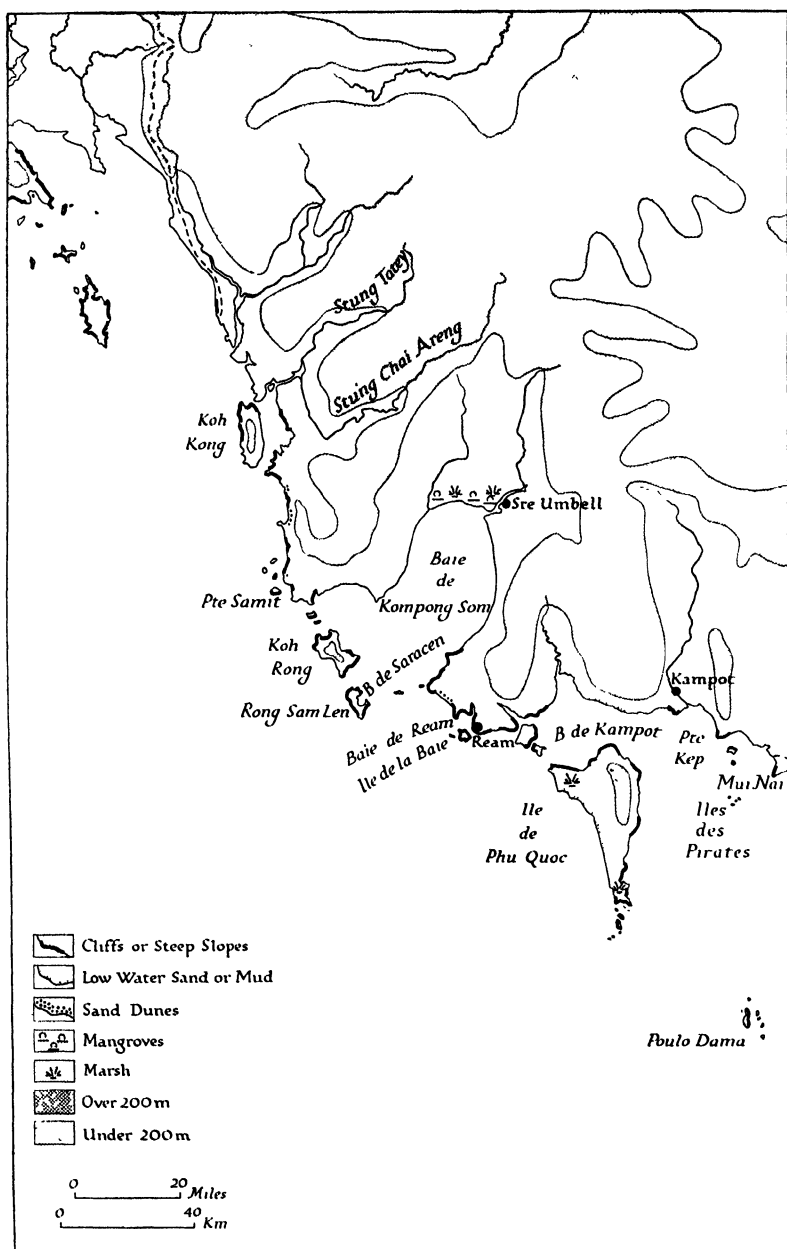 Stung Tatey
Stung Chai Areng
Koh
Kong
Sre Umbell
Baie
de
Kompong Som
Pte Samit
Koh
Rong
B de Saracen
Rong Sam Len
Kampot
Baie de Ream
Ile de la Baie
Ream
B de Kampot
Pte
Kep
Mui Nai
Ile
de
Phu Quoc
Iles
des
Pirates
Cliffs or Steep Slopes
Low Water Sand or Mud
Sand Dunes
Mangroves
Marsh
Over 200m
Under 200m
Poulo Dama
0 20 Miles
0 40 Km